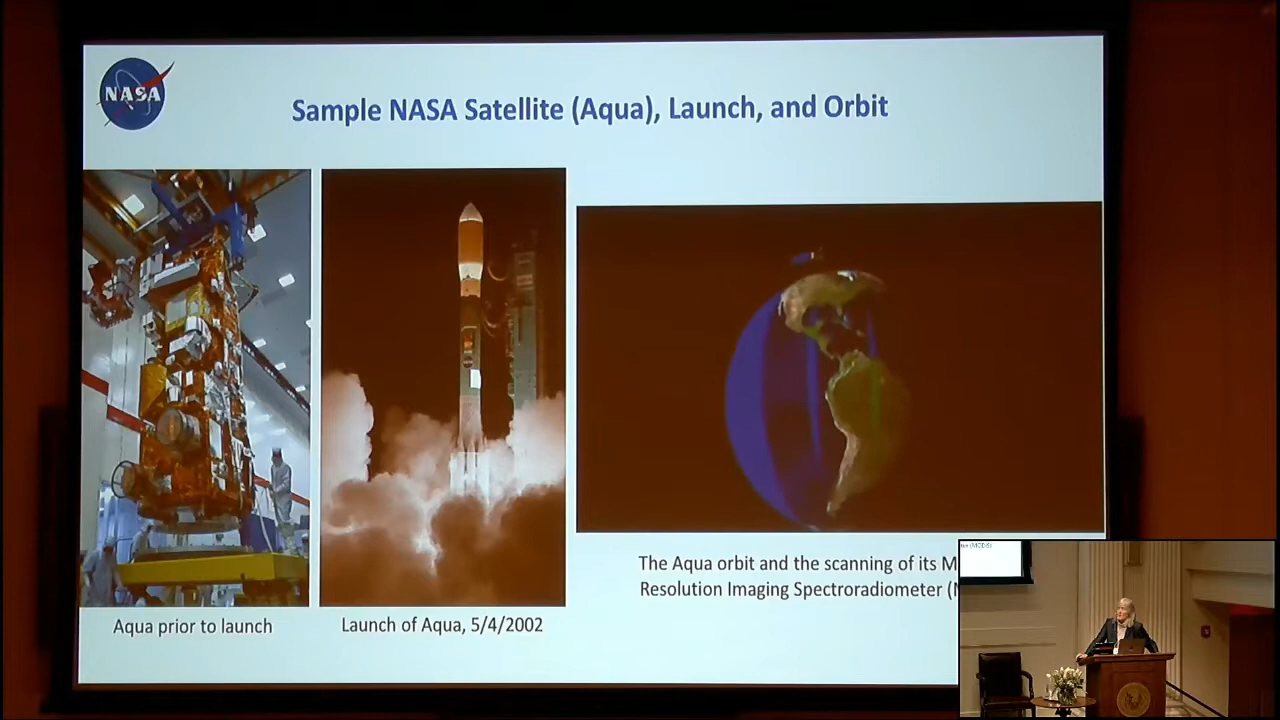 NASA
Sample NASA Satellite (Aqua), Launch, and Orbit
Aqua prior to launch
Launch of Aqua, 5/4/2002
The Aqua orbit and the scanning of its M
Resolution Imaging Spectroradiometer (
(MODIS)